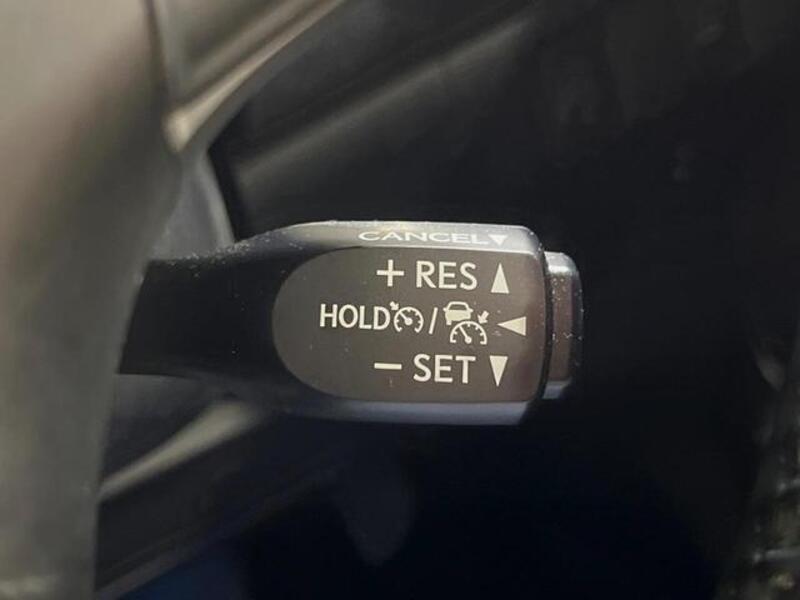 CANCEL▼
+ RES ▲
HOLD / ◄
− SET ▼